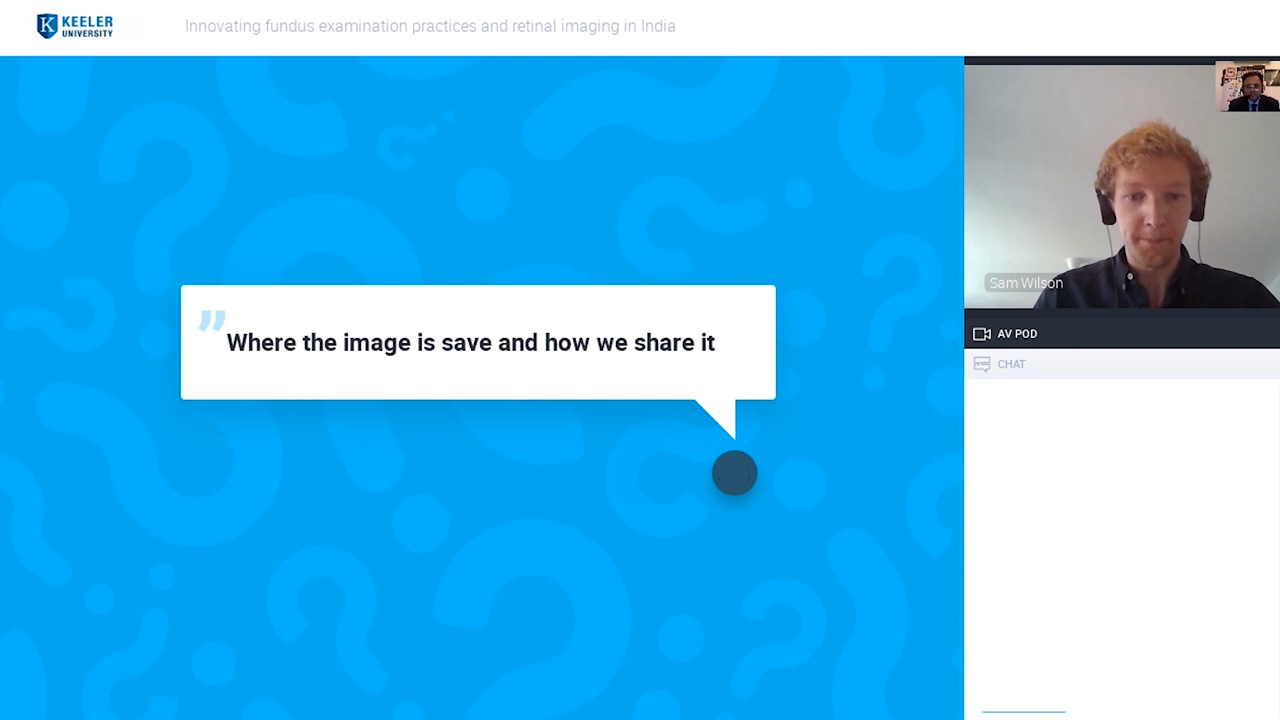 KEELER
UNIVERSITY
Innovating fundus examination practices and retinal imaging in India
” Where the image is save and how we share it
Sam Wilson
AV POD
CHAT